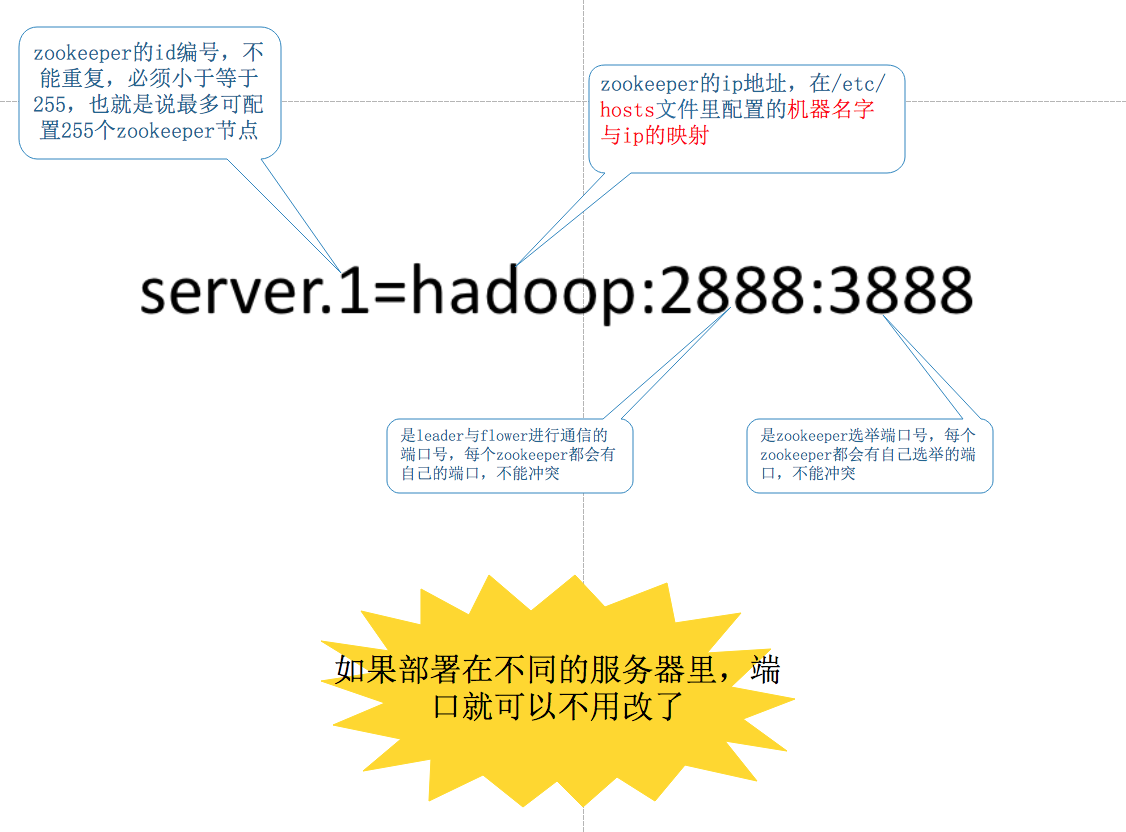 zookeeper的id编号，不
能重复，必须小于等于
255，也就是说最多可配
置255个zookeeper节点
zookeeper的ip地址，在/etc/
hosts文件里配置的机器名字
与ip的映射
server.1=hadoop:2888:3888
是leader与flower进行通信的
端口号，每个zookeeper都会有
自己的端口，不能冲突
是zookeeper选举端口号，每个
zookeeper都会有自己选举的端
口，不能冲突
如果部署在不同的服务器里，端
口就可以不用改了